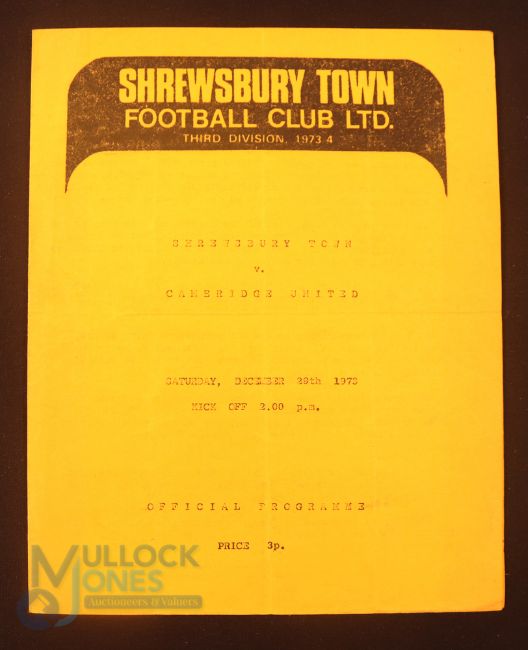 SHREWSBURY TOWN
FOOTBALL CLUB LTD.
THIRD DIVISION. 1973 4
SHREWSBURY TOWN
v.
CAMBRIDGE UNITED
SATURDAY, DECEMBER 29th 1973
KICK OFF 2.00 p.m.
OFFICIAL PROGRAMME
PRICE 3p.
MULLOCK
JONES
Auctioneers & Valuers